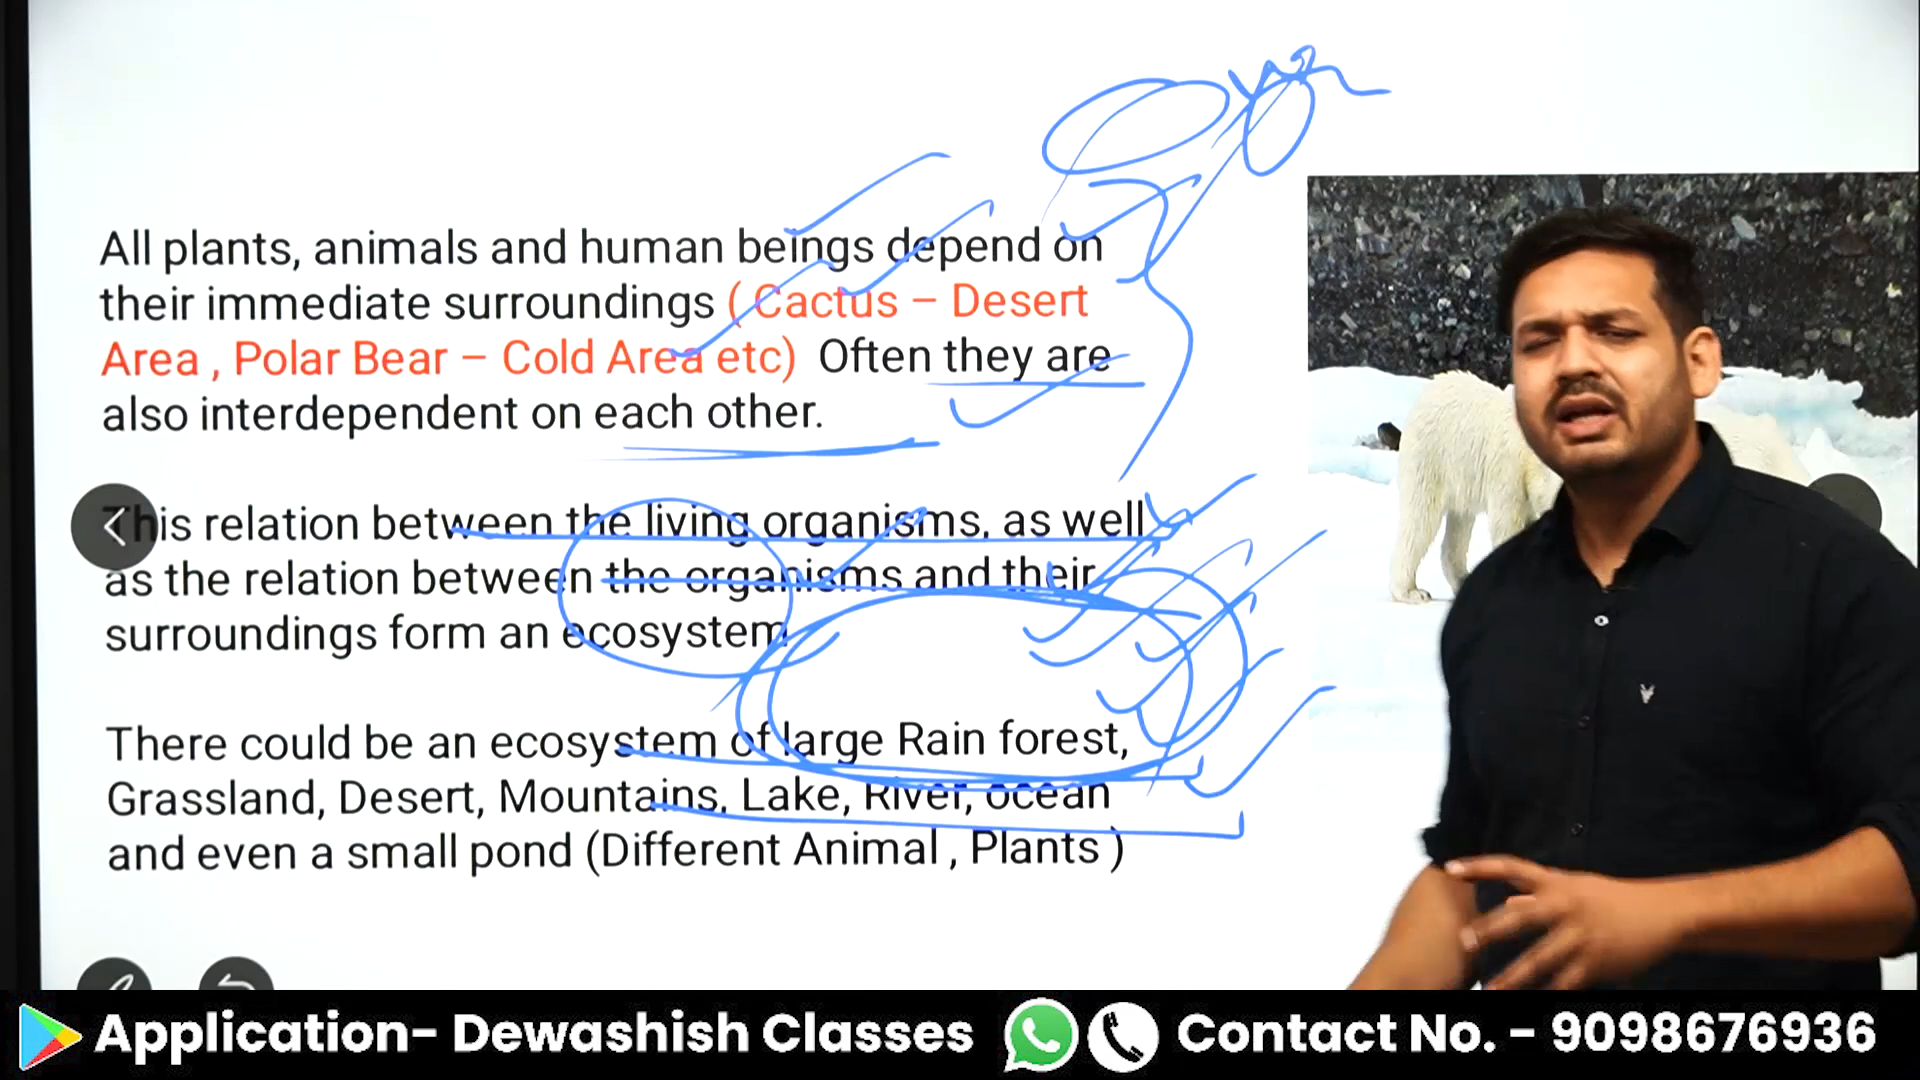 All plants, animals and human beings depend on
their immediate surroundings ( Cactus – Desert
Area , Polar Bear – Cold Area etc) Often they are
also interdependent on each other.
This relation between the living organisms, as well
as the relation between the organisms and their
surroundings form an ecosystem.
There could be an ecosystem of large Rain forest,
Grassland, Desert, Mountains, Lake, River, ocean
and even a small pond (Different Animal , Plants )
Application- Dewashish Classes Contact No. - 9098676936